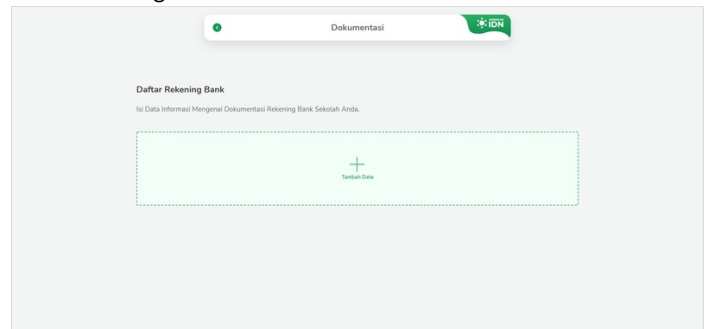 Dokumentasi
IDN
Daftar Rekening Bank
Isi Data Informasi Mengenai Dokumentasi Rekening Bank Sekolah Anda.
Tambah Data